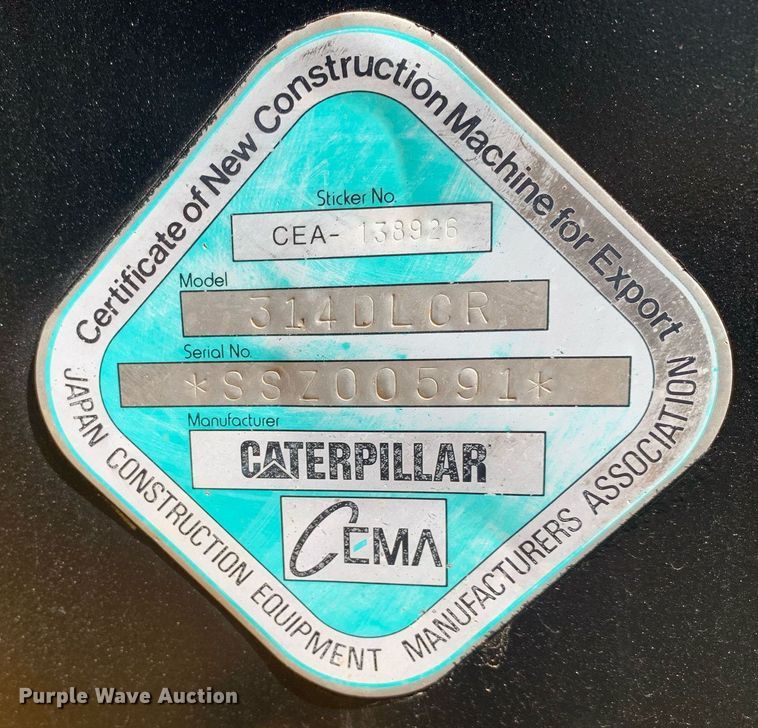 Certificate of New Construction Machine for Export
Sticker No.
CEA- 138926
Model
314DLCR
Serial No.
*SSZ00591*
Manufacturer
CATERPILLAR
CEMA
JAPAN CONSTRUCTION EQUIPMENT MANUFACTURERS ASSOCIATION
Purple Wave Auction